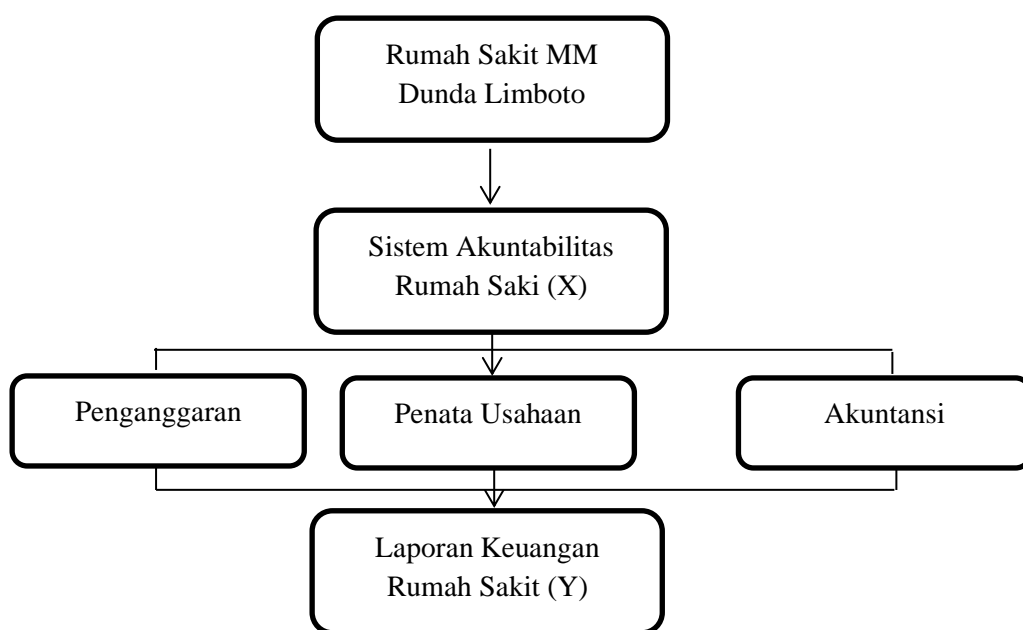 Rumah Sakit MM
Dunda Limboto
Sistem Akuntabilitas
Rumah Saki (X)
Penganggaran
Penata Usahaan
Akuntansi
Laporan Keuangan
Rumah Sakit (Y)